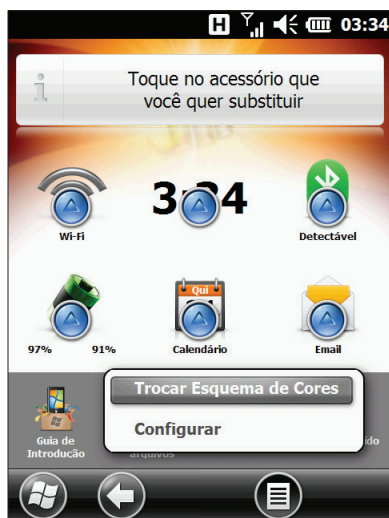 H 03:34
Toque no acessório que
você quer substituir
3:34
Wi-Fi
Detectável
Qui
97% 91%
Calendário
Email
Trocar Esquema de Cores
Configurar
Guia de
Introdução
arquivos